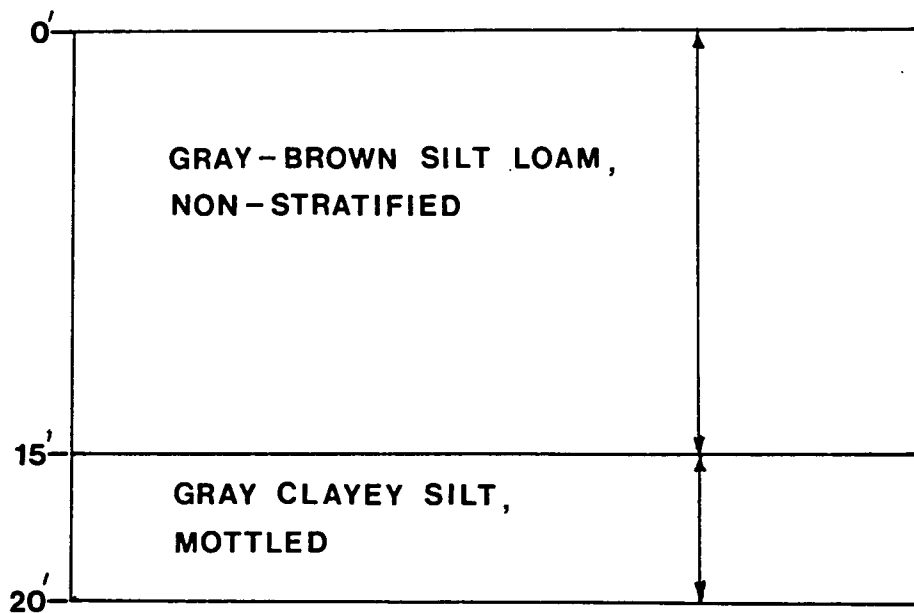 0'
GRAY-BROWN SILT LOAM,
NON-STRATIFIED
15'
GRAY CLAYEY SILT,
MOTTLED
20'